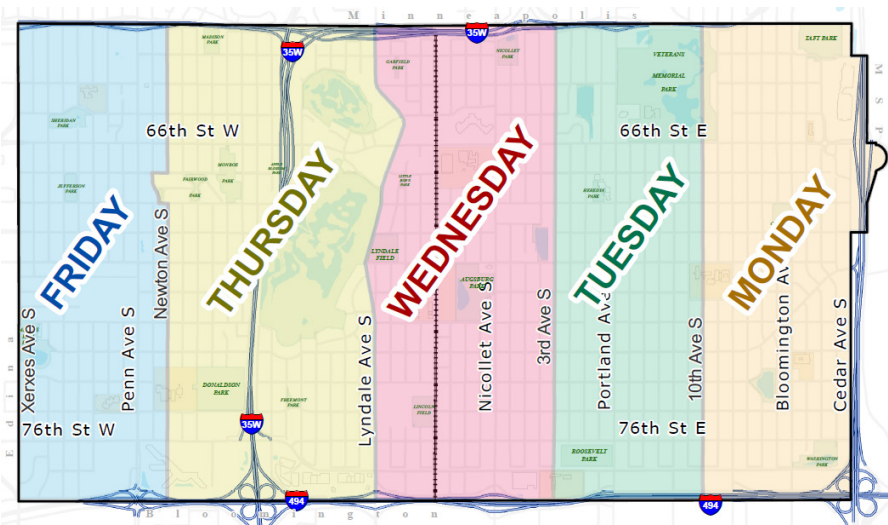 Minneapolis
MADISON
PARK
35W
35W
GARFIELD
PARK
NICOLLET
PARK
VETERANS
MEMORIAL
PARK
TAFT PARK
M S P
SHERIDAN
PARK
66th St W
66th St E
MONROE
PARK
FAIRWOOD
PARK
JEFFERSON
PARK
LITTLE
PARK
PARK
FRIDAY
THURSDAY
WEDNESDAY
TUESDAY
MONDAY
Newton Ave S
LYNDALE
FIELD
AUGSBURG
PARK
Xerxes Ave S
Penn Ave S
Lyndale Ave S
Nicollet Ave S
3rd Ave S
Portland Ave
10th Ave S
Bloomington Av
Cedar Ave S
Edina
DONALDSON
PARK
FREMONT
PARK
LINCOLN
FIELD
35W
76th St W
76th St E
ROOSEVELT
PARK
WASHINGTON
PARK
494
494
Bloomington